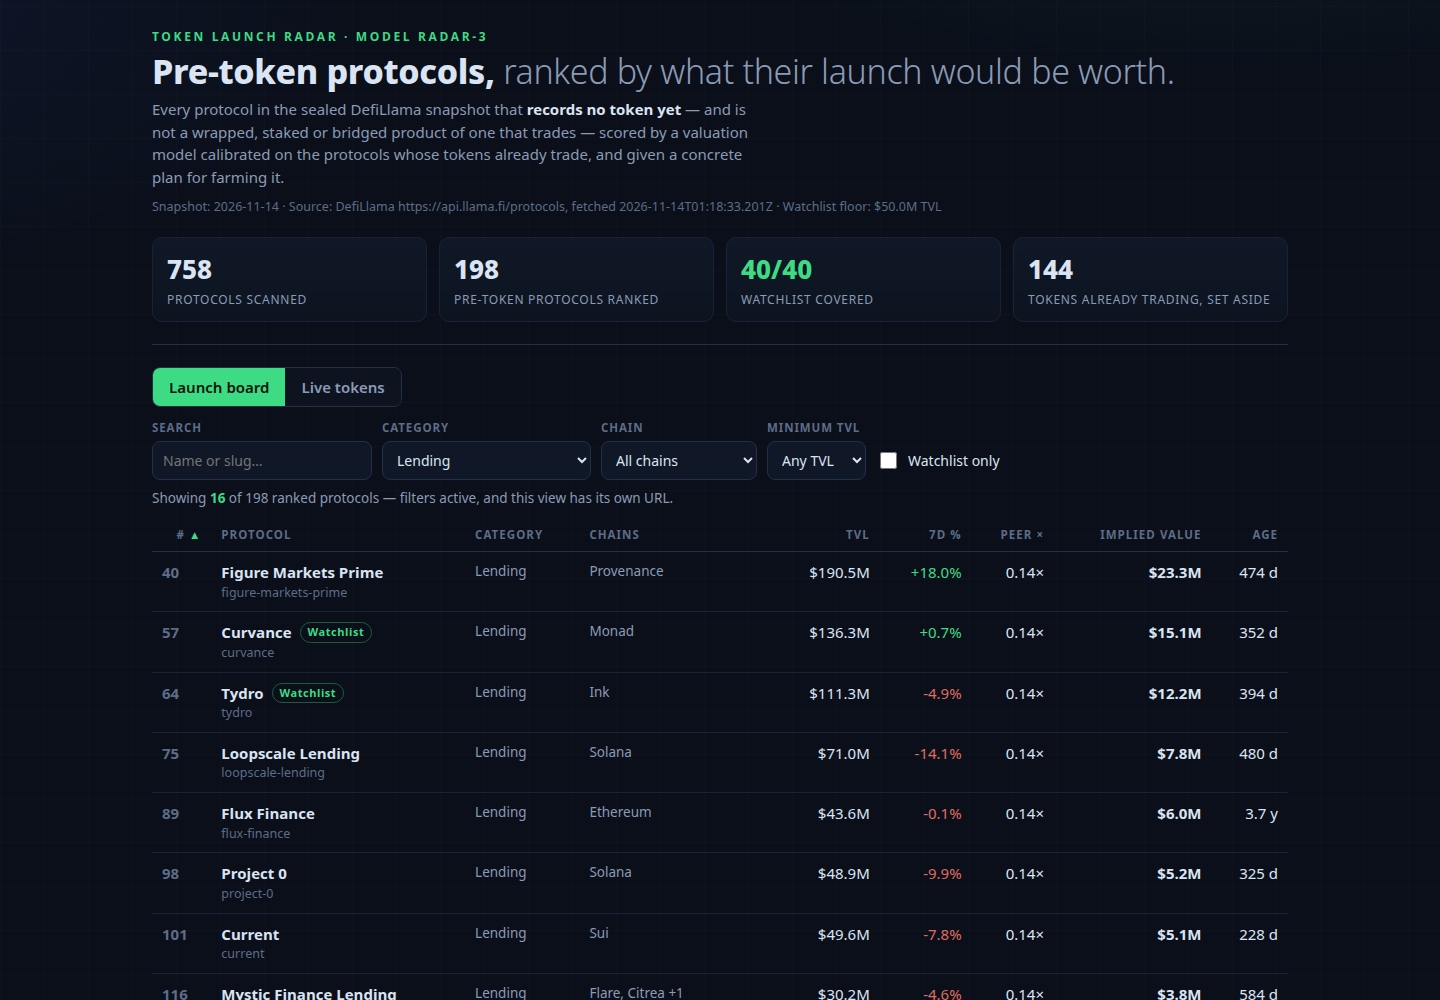 TOKEN LAUNCH RADAR · MODEL RADAR-3
Pre-token protocols, ranked by what their launch would be worth.
Every protocol in the sealed DefiLlama snapshot that records no token yet — and is
not a wrapped, staked or bridged product of one that trades — scored by a valuation
model calibrated on the protocols whose tokens already trade, and given a concrete
plan for farming it.
Snapshot: 2026-11-14 · Source: DefiLlama https://api.llama.fi/protocols, fetched 2026-11-14T01:18:33.201Z · Watchlist floor: $50.0M TVL
758 198 40/40 144
PROTOCOLS SCANNED PRE-TOKEN PROTOCOLS RANKED WATCHLIST COVERED TOKENS ALREADY TRADING, SET ASIDE
Launch board Live tokens
SEARCH CATEGORY CHAIN MINIMUM TVL
Name or slug... Lending All chains Any TVL Watchlist only
Showing 16 of 198 ranked protocols — filters active, and this view has its own URL.
# ▲ PROTOCOL CATEGORY CHAINS TVL 7D % PEER × IMPLIED VALUE AGE
40 Figure Markets Prime Lending Provenance $190.5M +18.0% 0.14× $23.3M 474 d
figure-markets-prime
57 Curvance Watchlist Lending Monad $136.3M +0.7% 0.14× $15.1M 352 d
curvance
64 Tydro Watchlist Lending Ink $111.3M -4.9% 0.14× $12.2M 394 d
tydro
75 Loopscale Lending Lending Solana $71.0M -14.1% 0.14× $7.8M 480 d
loopscale-lending
89 Flux Finance Lending Ethereum $43.6M -0.1% 0.14× $6.0M 3.7 y
flux-finance
98 Project 0 Lending Solana $48.9M -9.9% 0.14× $5.2M 325 d
project-0
101 Current Lending Sui $49.6M -7.8% 0.14× $5.1M 228 d
current
116 Mystic Finance Lending Lending Flare, Citrea +1 $30.2M -4.6% 0.14× $3.8M 584 d